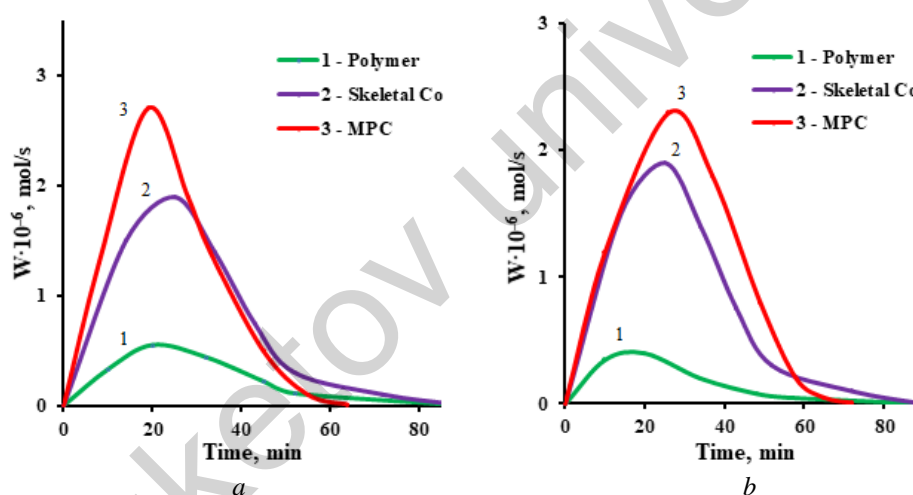 3
2
1
0
W·10⁻⁶, mol/s
0 20 40 60 80
Time, min
1 - Polymer
2 - Skeletal Co
3 - MPC
3
2
1
a
3
2
1
0
W·10⁻⁶, mol/s
0 20 40 60 80
Time, min
1 - Polymer
2 - Skeletal Co
3 - MPC
3
2
1
b
ketov unive